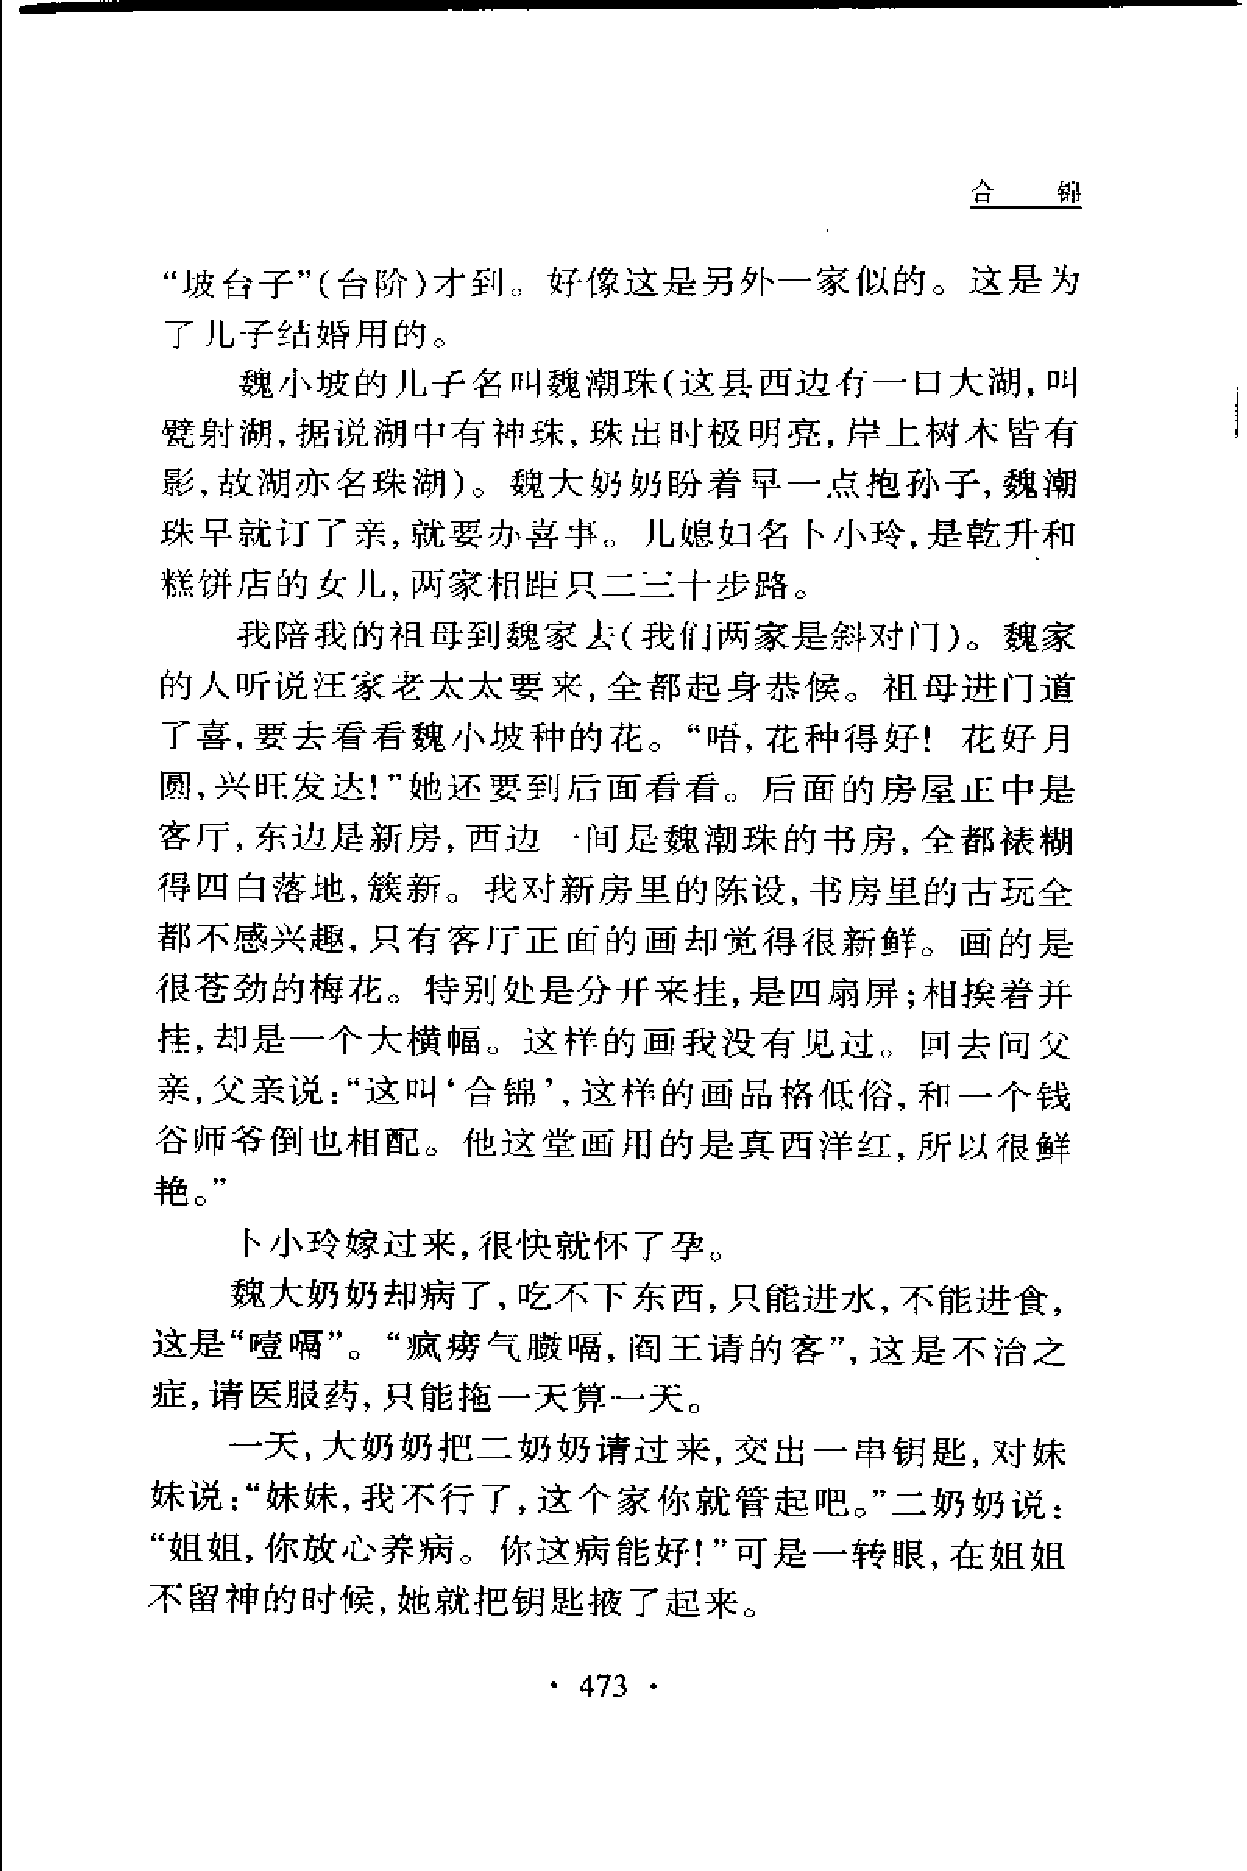 合 锦
“坡台子”(台阶)才到。好像这是另外一家似的。这是为
了儿子结婚用的。
魏小坡的儿子名叫魏潮珠(这县西边有一口大湖,叫
甓射湖,据说湖中有神珠,珠出时极明亮,岸上树木皆有
影,故湖亦名珠湖)。魏大奶奶盼着早一点抱孙子,魏潮
珠早就订了亲,就要办喜事。儿媳妇名卜小玲,是乾升和
糕饼店的女儿,两家相距只二三十步路。
我陪我的祖母到魏家去(我们两家是斜对门)。魏家
的人听说汪家老太太要来,全都起身恭候。祖母进门道
了喜,要去看看魏小坡种的花。“唔,花种得好!花好月
圆,兴旺发达!”她还要到后面看看。后面的房屋正中是
客厅,东边是新房,西边一间是魏潮珠的书房,全都裱糊
得四白落地,簇新。我对新房里的陈设,书房里的古玩全
都不感兴趣,只有客厅正面的画却觉得很新鲜。画的是
很苍劲的梅花。特别处是分开来挂,是四扇屏;相挨着并
挂,却是一个大横幅。这样的画我没有见过。回去问父
亲,父亲说:“这叫‘合锦’,这样的画品格低俗,和一个钱
谷师爷倒也相配。他这堂画用的是真西洋红,所以很鲜
艳。”
卜小玲嫁过来,很快就怀了孕。
魏大奶奶却病了,吃不下东西,只能进水,不能进食,
这是“噎嗝”。“疯痨气臌嗝,阎王请的客”,这是不治之
症,请医服药,只能拖一天算一天。
一天,大奶奶把二奶奶请过来,交出一串钥匙,对妹
妹说:“妹妹,我不行了,这个家你就管起吧。”二奶奶说:
“姐姐,你放心养病。你这病能好!”可是一转眼,在姐姐
不留神的时候,她就把钥匙掖了起来。
· 473 ·